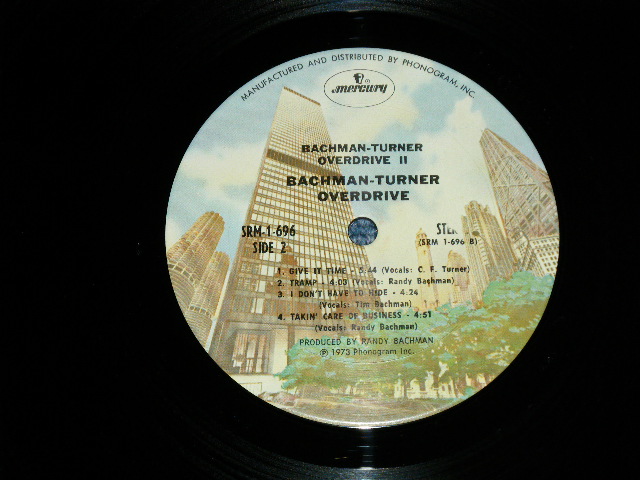 MANUFACTURED AND DISTRIBUTED BY PHONOGRAM, INC.
mercury
BACHMAN-TURNER
OVERDRIVE II
BACHMAN-TURNER
OVERDRIVE
SRM-1-696
SIDE 2
(SRM 1-696 B)
1. GIVE IT TIME - 5:44 (Vocals: C. F. Turner)
2. TRAMP - 4:00 (Vocals: Randy Bachman)
3. I DON'T HAVE TO HIDE - 4:24
(Vocals: Tim Bachman)
4. TAKIN' CARE OF BUSINESS - 4:51
(Vocals: Randy Bachman)
PRODUCED BY RANDY BACHMAN
℗ 1973 Phonogram Inc.